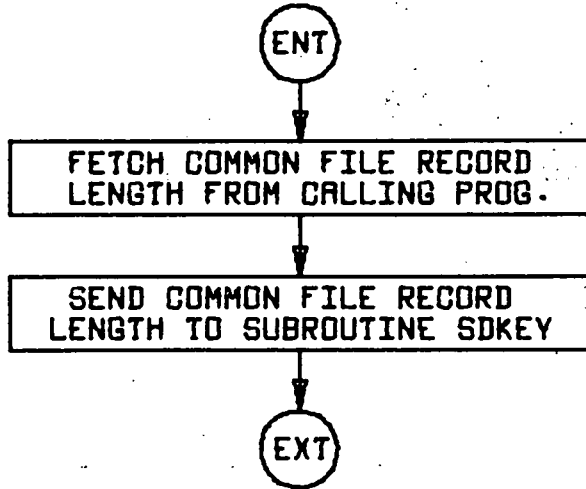 ENT
FETCH COMMON FILE RECORD
LENGTH FROM CALLING PROG.
SEND COMMON FILE RECORD
LENGTH TO SUBROUTINE SDKEY
EXT